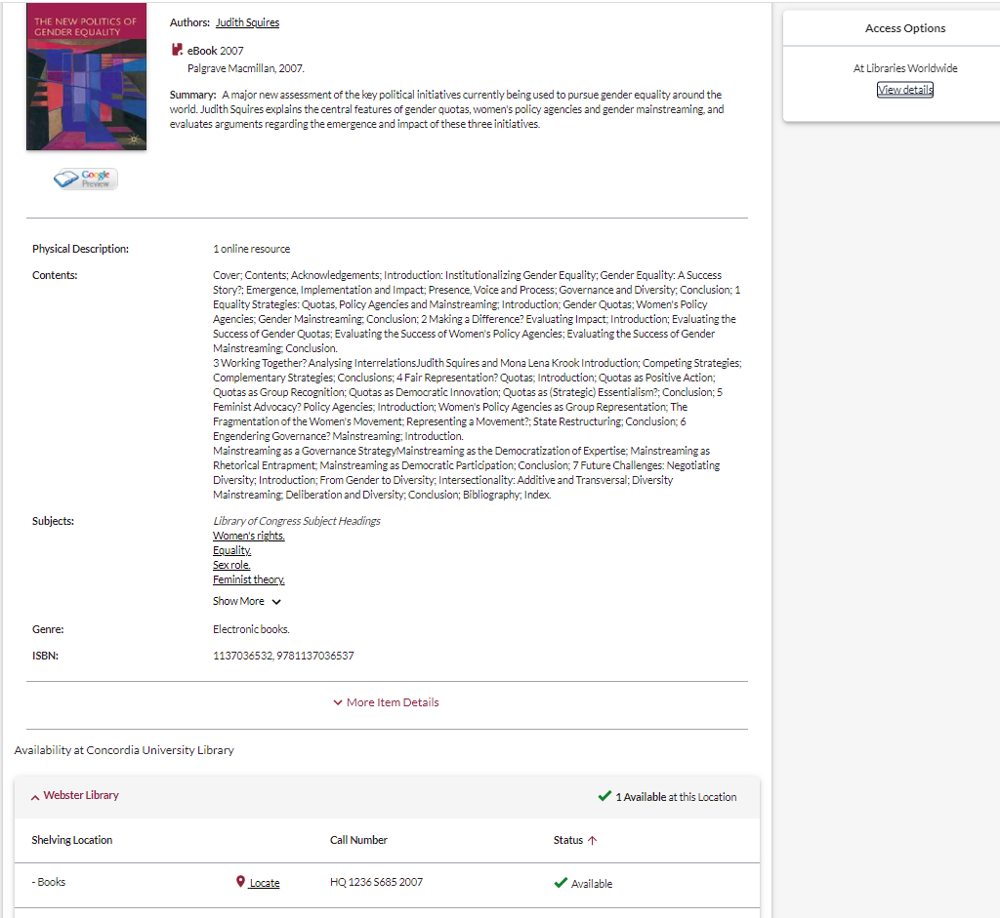 THE NEW POLITICS OF
GENDER EQUALITY
Authors: Judith Squires
eBook 2007
Palgrave Macmillan, 2007.
Summary: A major new assessment of the key political initiatives currently being used to pursue gender equality around the
world. Judith Squires explains the central features of gender quotas, women's policy agencies and gender mainstreaming, and
evaluates arguments regarding the emergence and impact of these three initiatives.
Google
Preview
Access Options
At Libraries Worldwide
View details
Physical Description: 1 online resource
Contents: Cover; Contents; Acknowledgements; Introduction: Institutionalizing Gender Equality; Gender Equality: A Success
Story?; Emergence, Implementation and Impact; Presence, Voice and Process; Governance and Diversity; Conclusion; 1
Equality Strategies: Quotas, Policy Agencies and Mainstreaming; Introduction; Gender Quotas; Women's Policy
Agencies; Gender Mainstreaming; Conclusion; 2 Making a Difference? Evaluating Impact; Introduction; Evaluating the
Success of Gender Quotas; Evaluating the Success of Women's Policy Agencies; Evaluating the Success of Gender
Mainstreaming; Conclusion.
3 Working Together? Analysing InterrelationsJudith Squires and Mona Lena Krook Introduction; Competing Strategies;
Complementary Strategies; Conclusions; 4 Fair Representation? Quotas; Introduction; Quotas as Positive Action;
Quotas as Group Recognition; Quotas as Democratic Innovation; Quotas as (Strategic) Essentialism?; Conclusion; 5
Feminist Advocacy? Policy Agencies; Introduction; Women's Policy Agencies as Group Representation; The
Fragmentation of the Women's Movement; Representing a Movement?; State Restructuring; Conclusion; 6
Engendering Governance? Mainstreaming; Introduction.
Mainstreaming as a Governance StrategyMainstreaming as the Democratization of Expertise; Mainstreaming as
Rhetorical Entrapment; Mainstreaming as Democratic Participation; Conclusion; 7 Future Challenges: Negotiating
Diversity; Introduction; From Gender to Diversity; Intersectionality: Additive and Transversal; Diversity
Mainstreaming; Deliberation and Diversity; Conclusion; Bibliography; Index.
Subjects: Library of Congress Subject Headings
Women's rights.
Equality.
Sex role.
Feminist theory.
Show More
Genre: Electronic books.
ISBN: 1137036532, 9781137036537
More Item Details
Availability at Concordia University Library
Webster Library 1 Available at this Location
Shelving Location Call Number Status
- Books Locate HQ 1236 S685 2007 Available